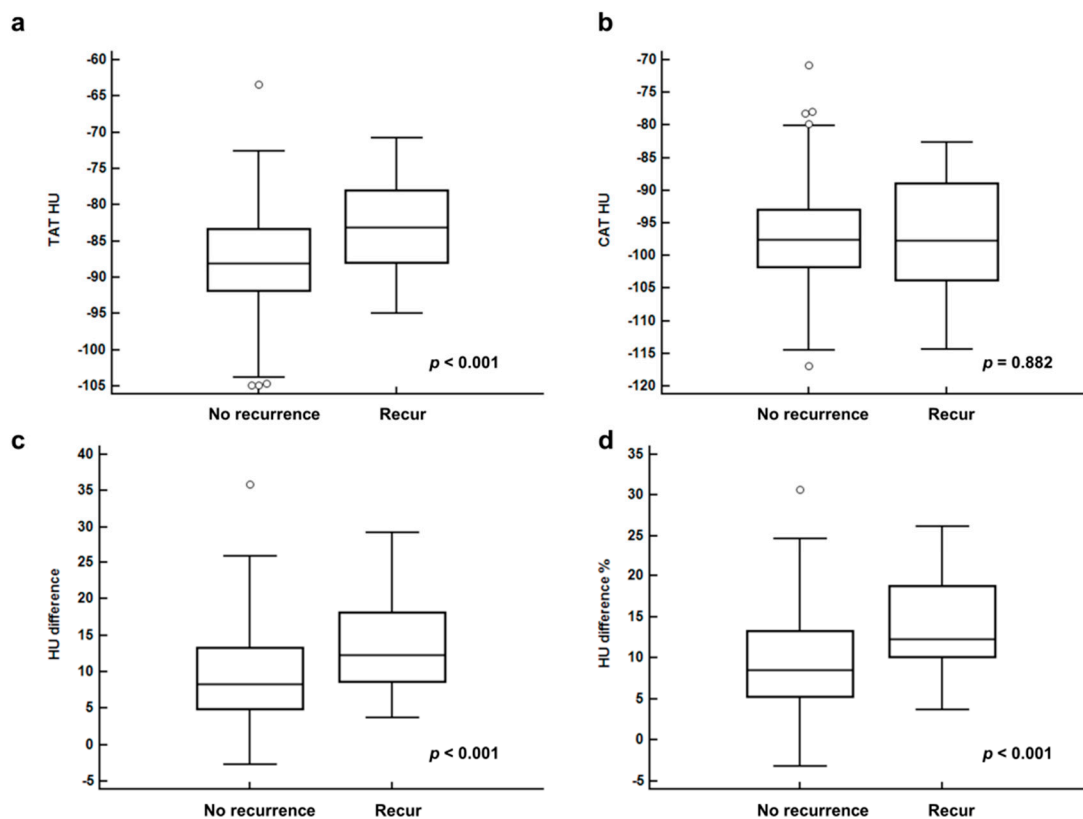 a
-60
-65
-70
-75
-80
-85
-90
-95
-100
-105
TAT HU
p < 0.001
No recurrence Recur
b
-70
-75
-80
-85
-90
-95
-100
-105
-110
-115
-120
CAT HU
p = 0.882
No recurrence Recur
c
40
35
30
25
20
15
10
5
0
-5
HU difference
p < 0.001
No recurrence Recur
d
35
30
25
20
15
10
5
0
-5
HU difference %
p < 0.001
No recurrence Recur